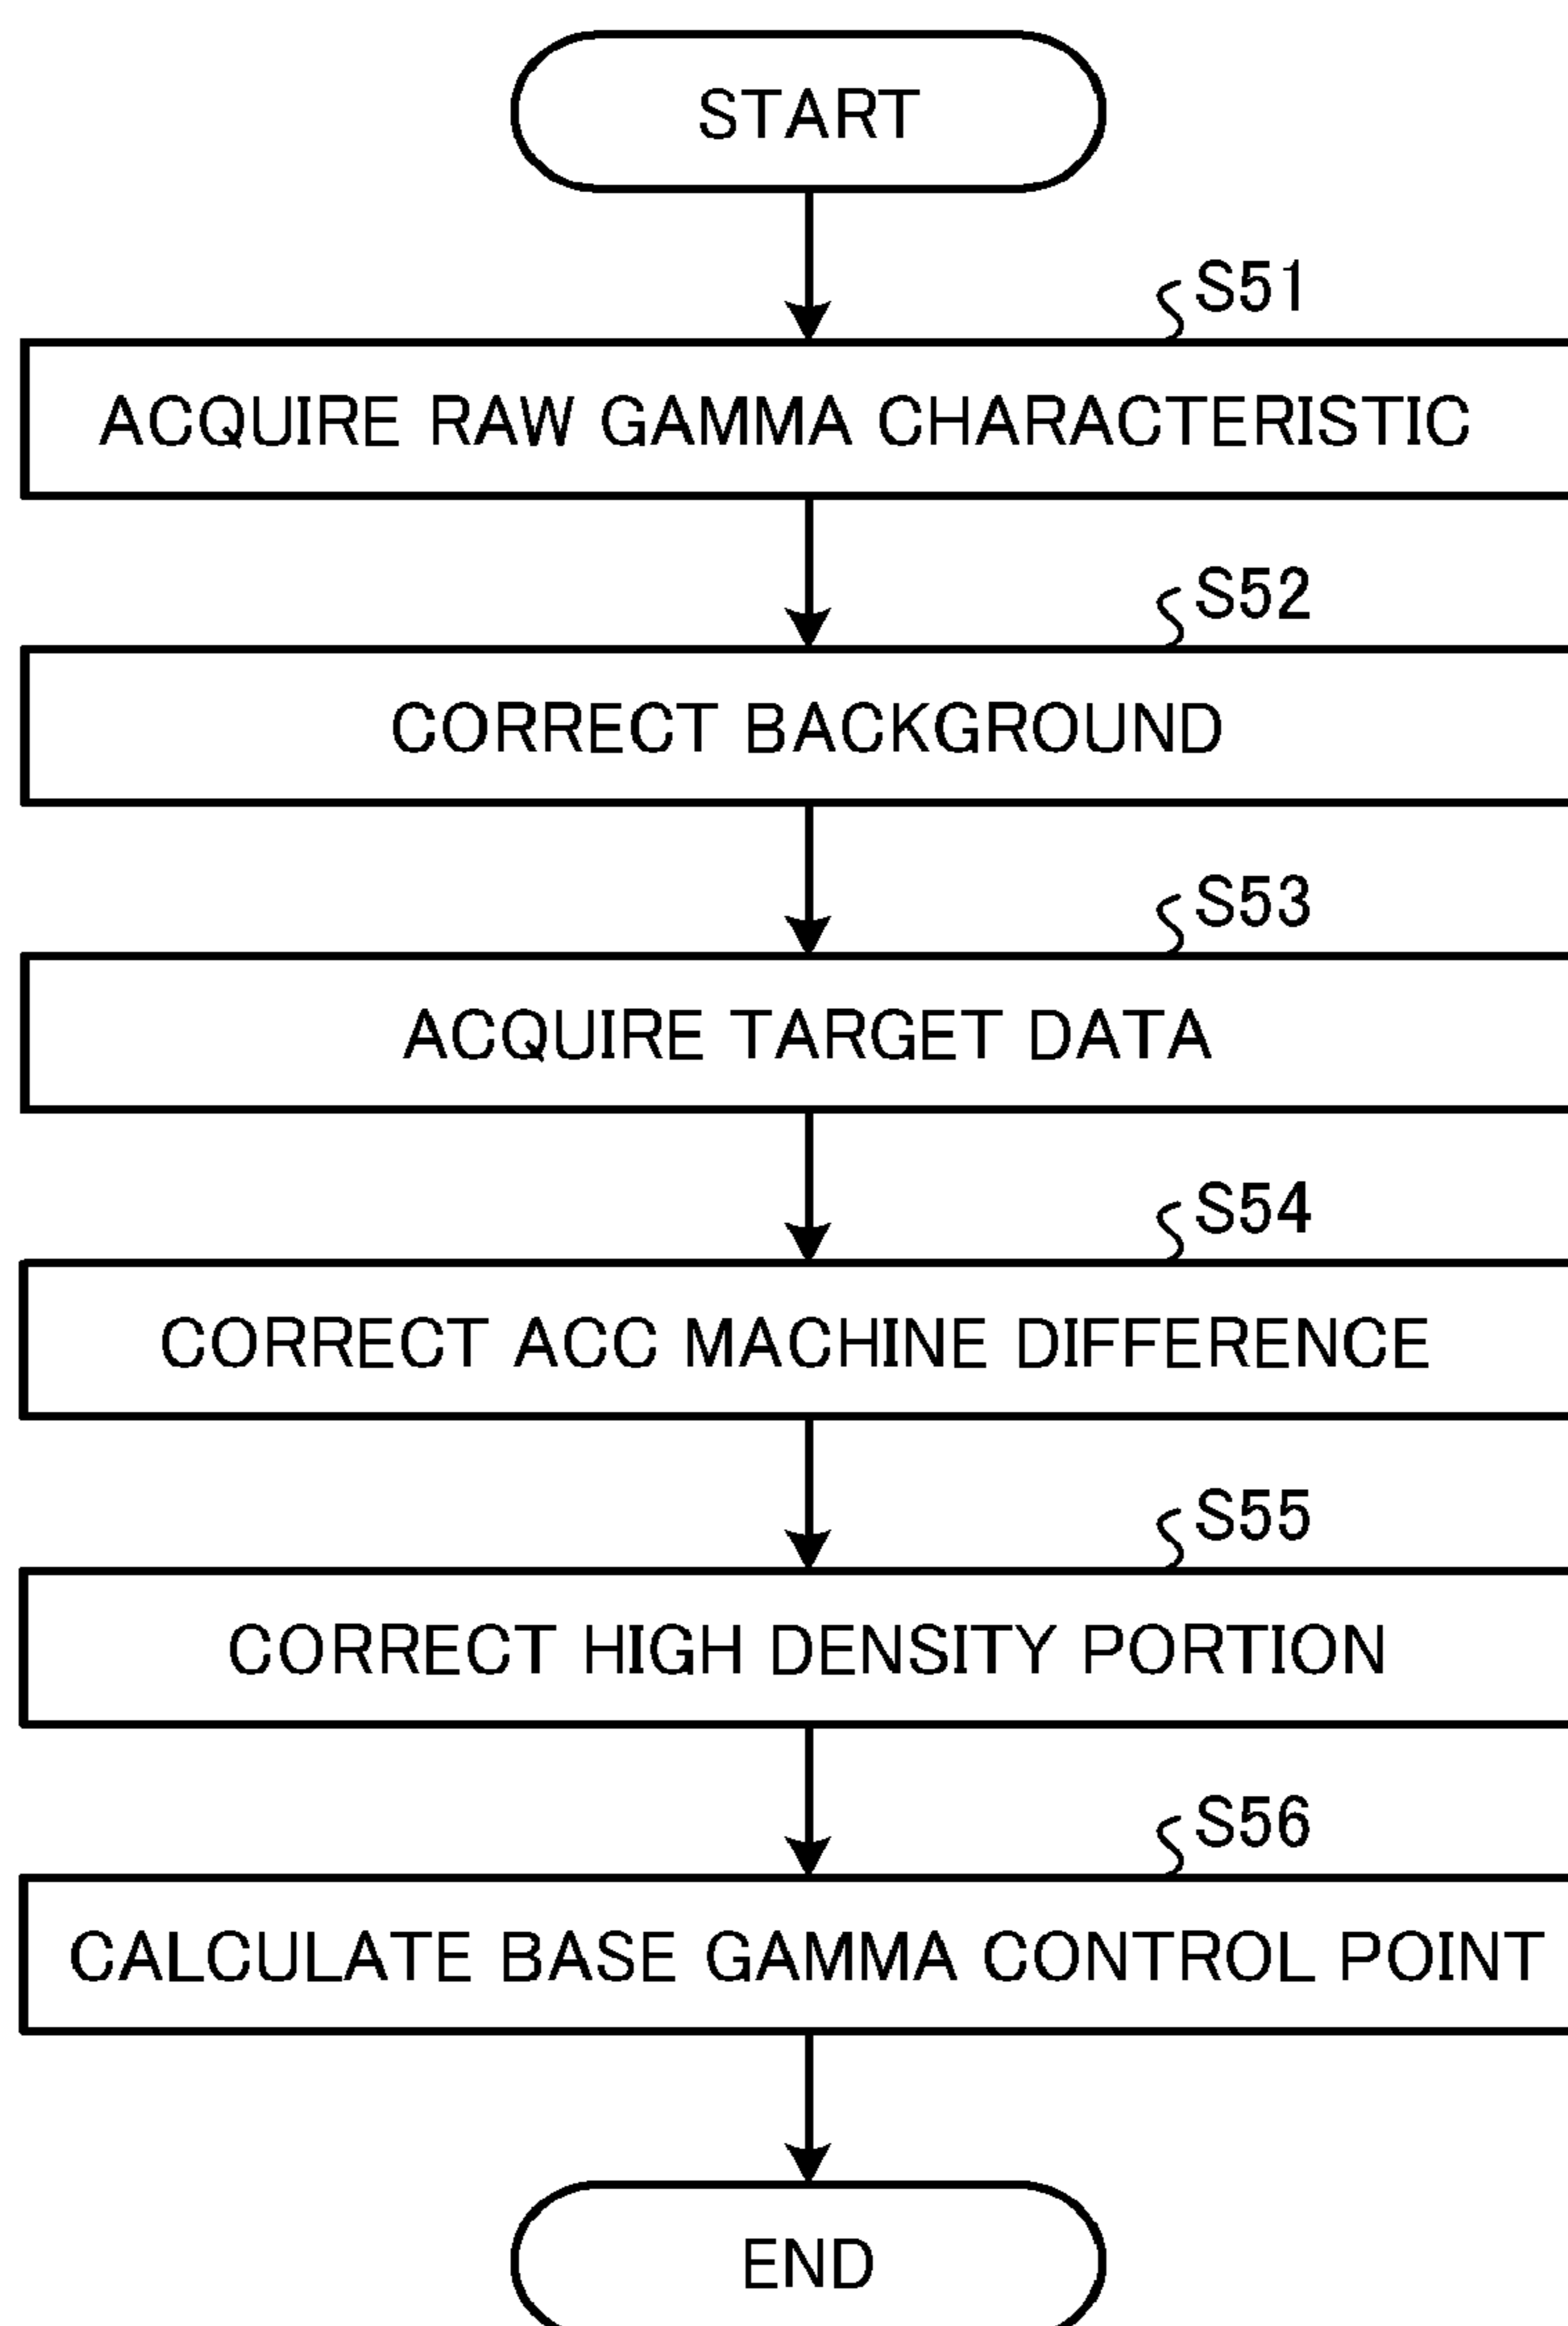 START
S51
ACQUIRE RAW GAMMA CHARACTERISTIC
S52
CORRECT BACKGROUND
S53
ACQUIRE TARGET DATA
S54
CORRECT ACC MACHINE DIFFERENCE
S55
CORRECT HIGH DENSITY PORTION
S56
CALCULATE BASE GAMMA CONTROL POINT
END